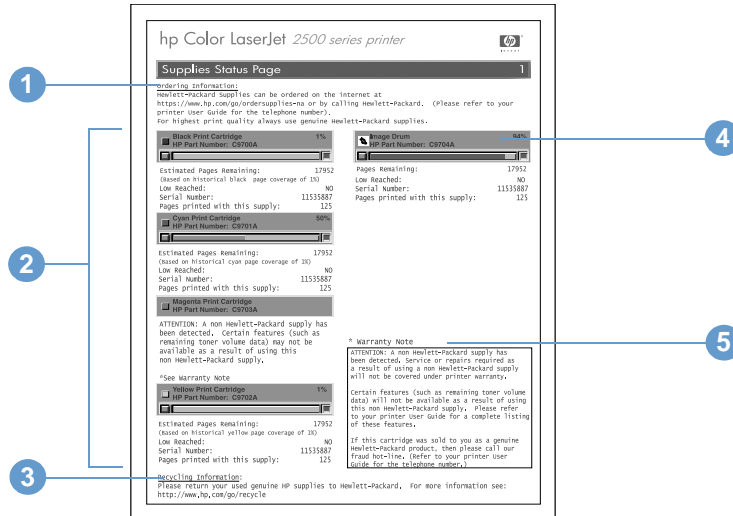 hp Color LaserJet 2500 series printer
hp
invent
Supplies Status Page 1
1
Ordering Information:
Hewlett-Packard Supplies can be ordered on the internet at
https://www.hp.com/go/ordersupplies-na or by calling Hewlett-Packard. (Please refer to your
printer User Guide for the telephone number).
For highest print quality always use genuine Hewlett-Packard supplies.
2
Black Print Cartridge 1%
HP Part Number: C9700A
Estimated Pages Remaining: 17952
(Based on historical black page coverage of 1%)
Low Reached: NO
Serial Number: 11535887
Pages printed with this supply: 125
Cyan Print Cartridge 50%
HP Part Number: C9701A
Estimated Pages Remaining: 17952
(Based on historical cyan page coverage of 1%)
Low Reached: NO
Serial Number: 11535887
Pages printed with this supply: 125
Magenta Print Cartridge
HP Part Number: C9703A
ATTENTION: A non Hewlett-Packard supply has
been detected. Certain features (such as
remaining toner volume data) may not be
available as a result of using this
non Hewlett-Packard supply.
*See Warranty Note
Yellow Print Cartridge 1%
HP Part Number: C9702A
Estimated Pages Remaining: 17952
(Based on historical yellow page coverage of 1%)
Low Reached: NO
Serial Number: 11535887
Pages printed with this supply: 125
4
Image Drum 94%
HP Part Number: C9704A
Pages Remaining: 17952
Low Reached: NO
Serial Number: 11535887
Pages printed with this supply: 125
5
* Warranty Note
ATTENTION: A non Hewlett-Packard supply has
been detected. Service or repairs required as
a result of using a non Hewlett-Packard supply
will not be covered under printer warranty.
Certain features (such as remaining toner volume
data) will not be available as a result of using
this non Hewlett-Packard supply. Please refer
to your printer User Guide for a complete listing
of these features.
If this cartridge was sold to you as a genuine
Hewlett-Packard product, then please call our
fraud hot-line. (Refer to your printer User
Guide for the telephone number.)
3
Recycling Information:
Please return your used genuine HP supplies to Hewlett-Packard. For more information see:
http://www.hp.com/go/recycle